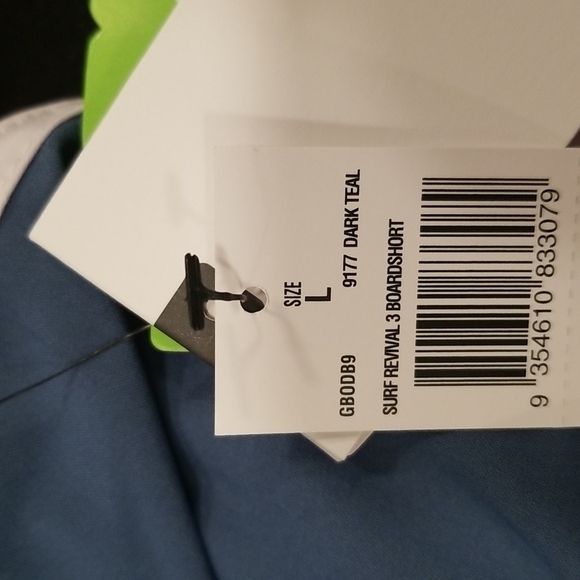 SIZE
L
GBODB9 9177 DARK TEAL
SURF REVIVAL 3 BOARDSHORT
9 354610 833079